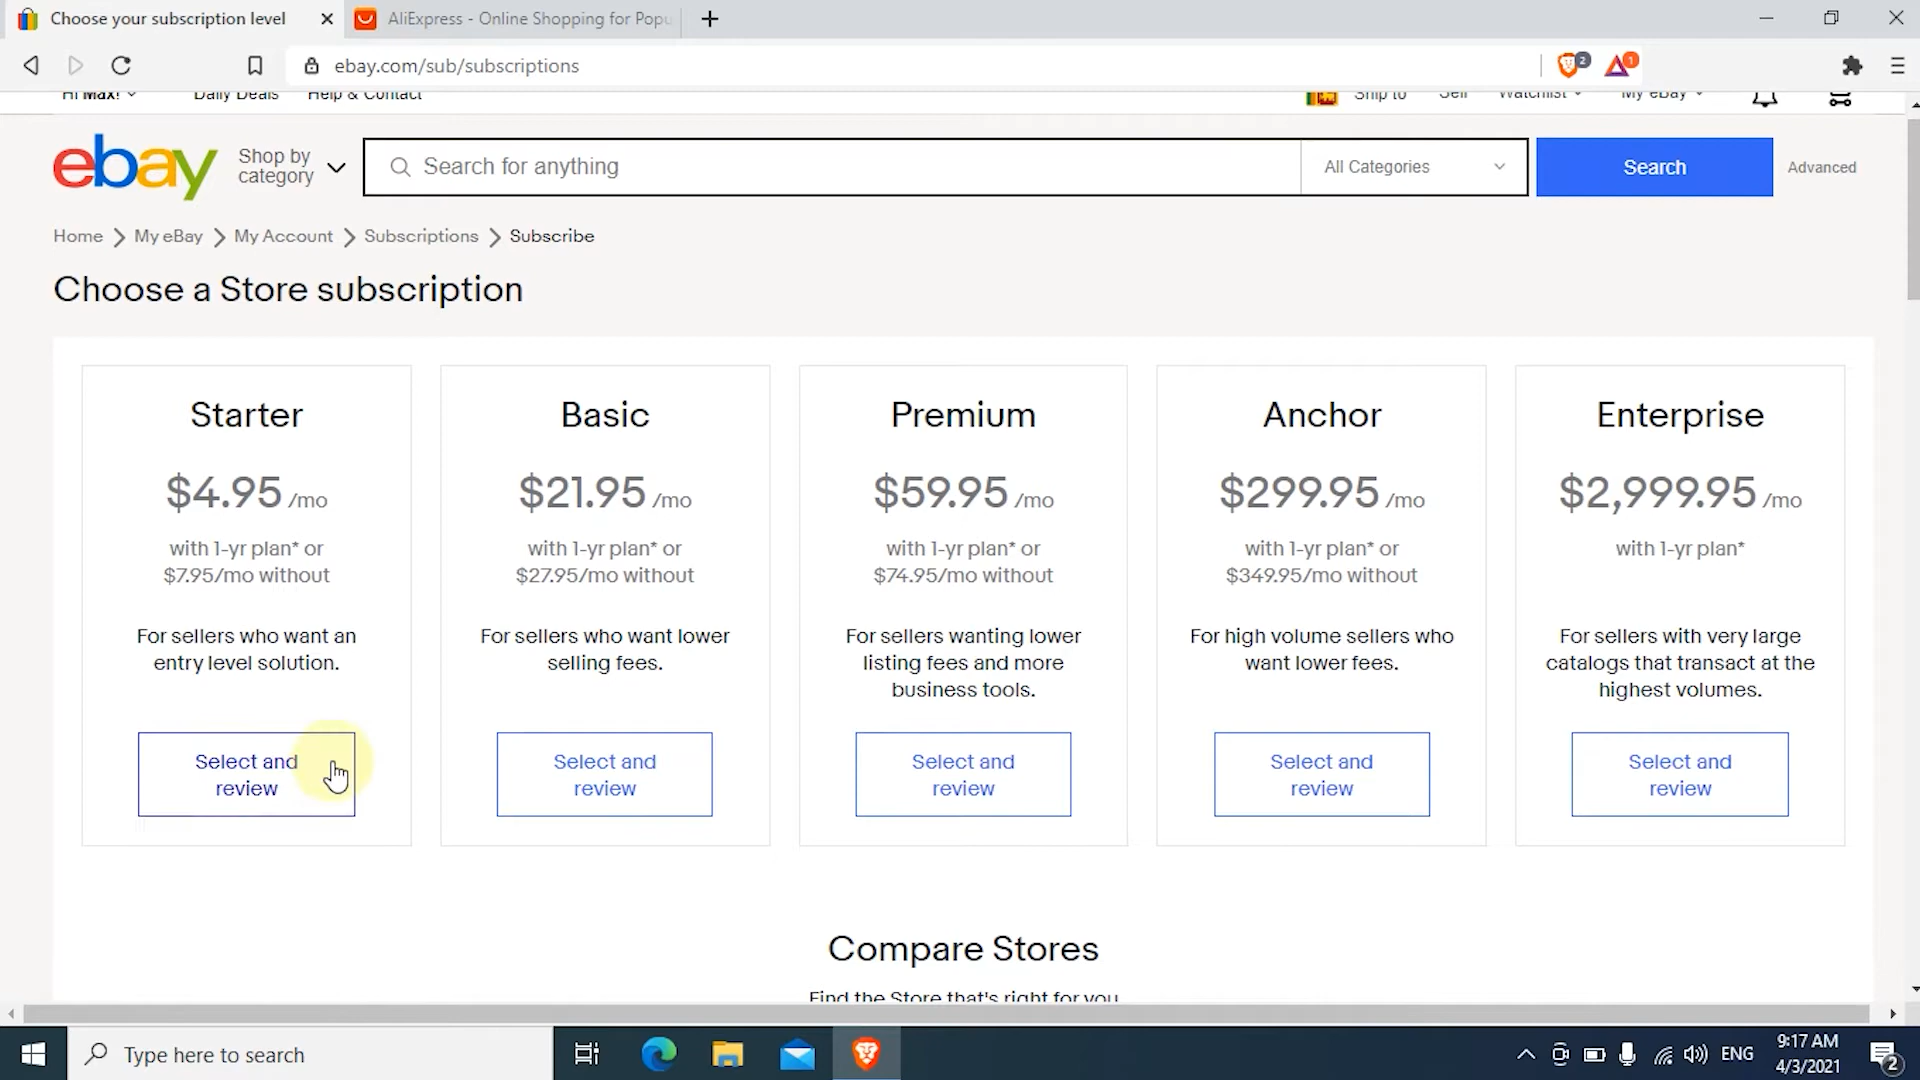 Choose your subscription level
AliExpress - Online Shopping for Popu
ebay.com/sub/subscriptions
2
1
Hi Max!
Daily Deals
Help & Contact
Ship to
Sell
Watchlist
My eBay
ebay
Shop by
category
Search for anything
All Categories
Search
Advanced
Home
My eBay
My Account
Subscriptions
Subscribe
Choose a Store subscription
Starter
$4.95 /mo
with 1-yr plan* or
$7.95/mo without
For sellers who want an
entry level solution.
Select and
review
Basic
$21.95 /mo
with 1-yr plan* or
$27.95/mo without
For sellers who want lower
selling fees.
Select and
review
Premium
$59.95 /mo
with 1-yr plan* or
$74.95/mo without
For sellers wanting lower
listing fees and more
business tools.
Select and
review
Anchor
$299.95 /mo
with 1-yr plan* or
$349.95/mo without
For high volume sellers who
want lower fees.
Select and
review
Enterprise
$2,999.95 /mo
with 1-yr plan*
For sellers with very large
catalogs that transact at the
highest volumes.
Select and
review
Compare Stores
Find the Store that's right for you
Type here to search
ENG
9:17 AM
4/3/2021
2